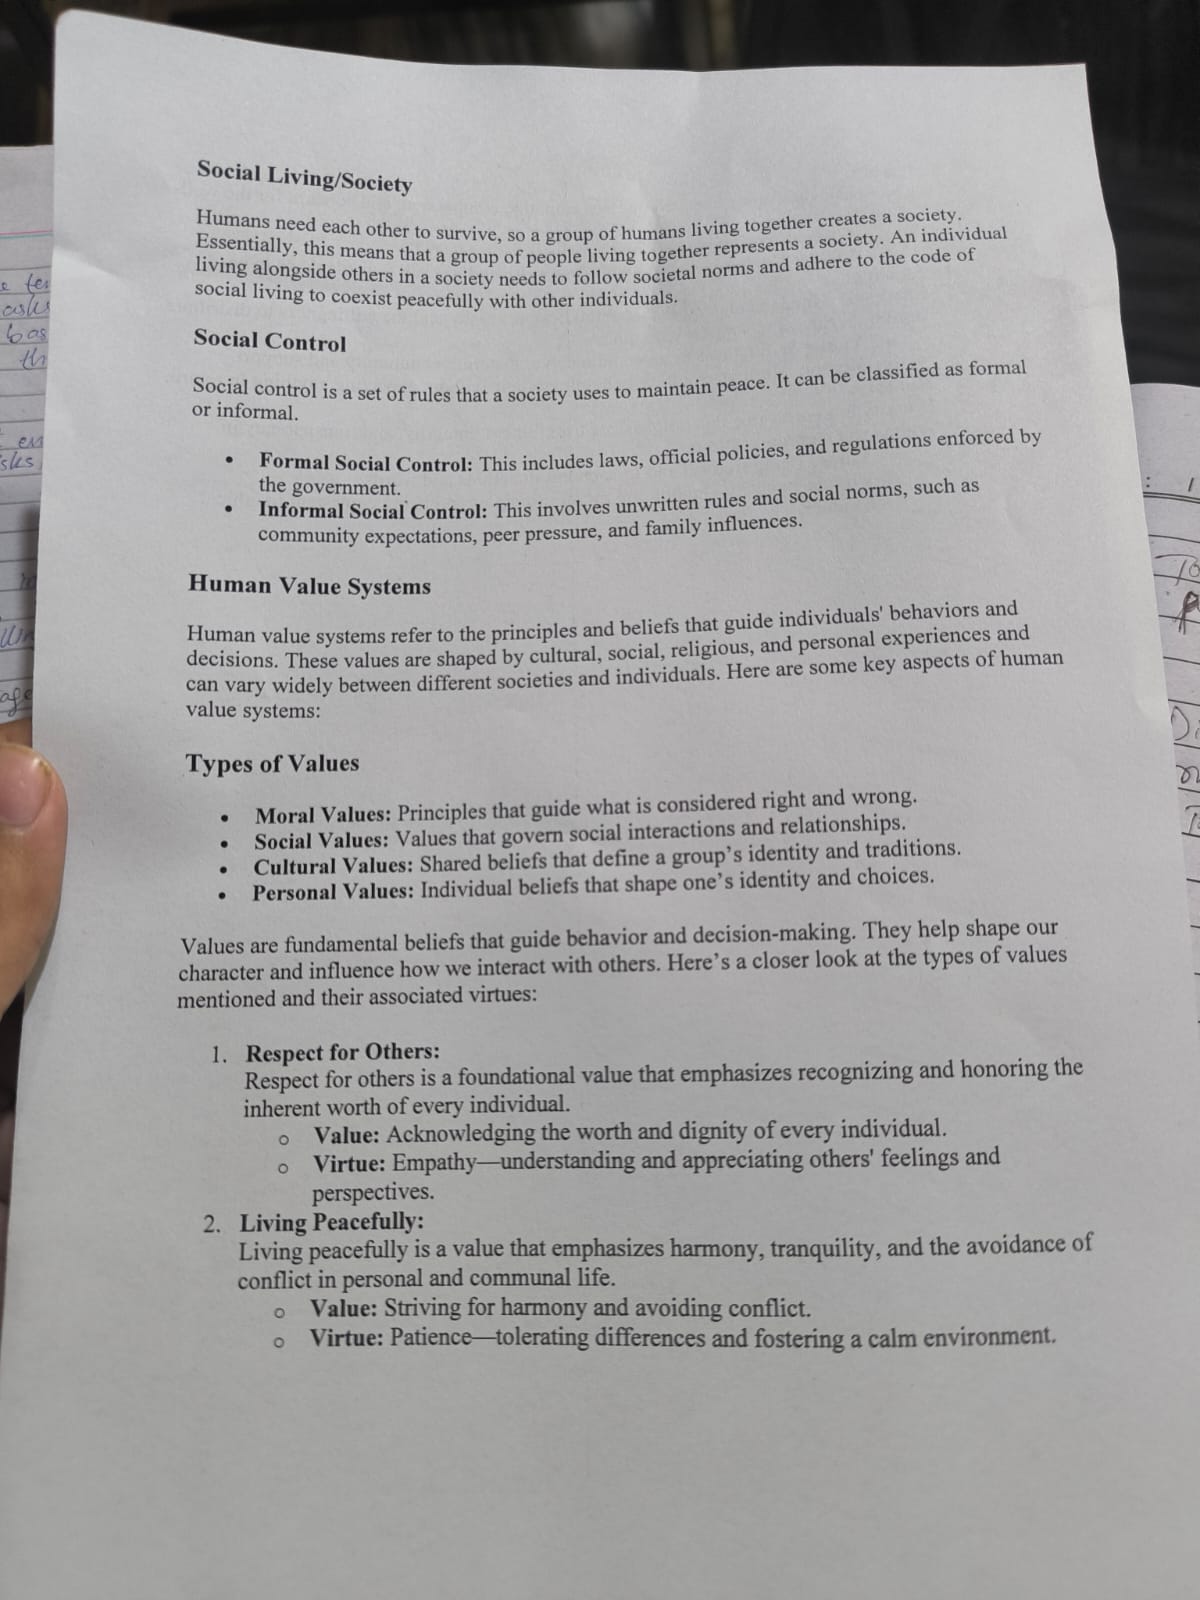 Social Living/Society
Humans need each other to survive, so a group of humans living together creates a society.
Essentially, this means that a group of people living together represents a society. An individual
living alongside others in a society needs to follow societal norms and adhere to the code of
social living to coexist peacefully with other individuals.
Social Control
Social control is a set of rules that a society uses to maintain peace. It can be classified as formal
or informal.
• Formal Social Control: This includes laws, official policies, and regulations enforced by
the government.
• Informal Social Control: This involves unwritten rules and social norms, such as
community expectations, peer pressure, and family influences.
Human Value Systems
Human value systems refer to the principles and beliefs that guide individuals' behaviors and
decisions. These values are shaped by cultural, social, religious, and personal experiences and
can vary widely between different societies and individuals. Here are some key aspects of human
value systems:
Types of Values
• Moral Values: Principles that guide what is considered right and wrong.
• Social Values: Values that govern social interactions and relationships.
• Cultural Values: Shared beliefs that define a group's identity and traditions.
• Personal Values: Individual beliefs that shape one's identity and choices.
Values are fundamental beliefs that guide behavior and decision-making. They help shape our
character and influence how we interact with others. Here's a closer look at the types of values
mentioned and their associated virtues:
1. Respect for Others:
Respect for others is a foundational value that emphasizes recognizing and honoring the
inherent worth of every individual.
o Value: Acknowledging the worth and dignity of every individual.
o Virtue: Empathy—understanding and appreciating others' feelings and
perspectives.
2. Living Peacefully:
Living peacefully is a value that emphasizes harmony, tranquility, and the avoidance of
conflict in personal and communal life.
o Value: Striving for harmony and avoiding conflict.
o Virtue: Patience—tolerating differences and fostering a calm environment.